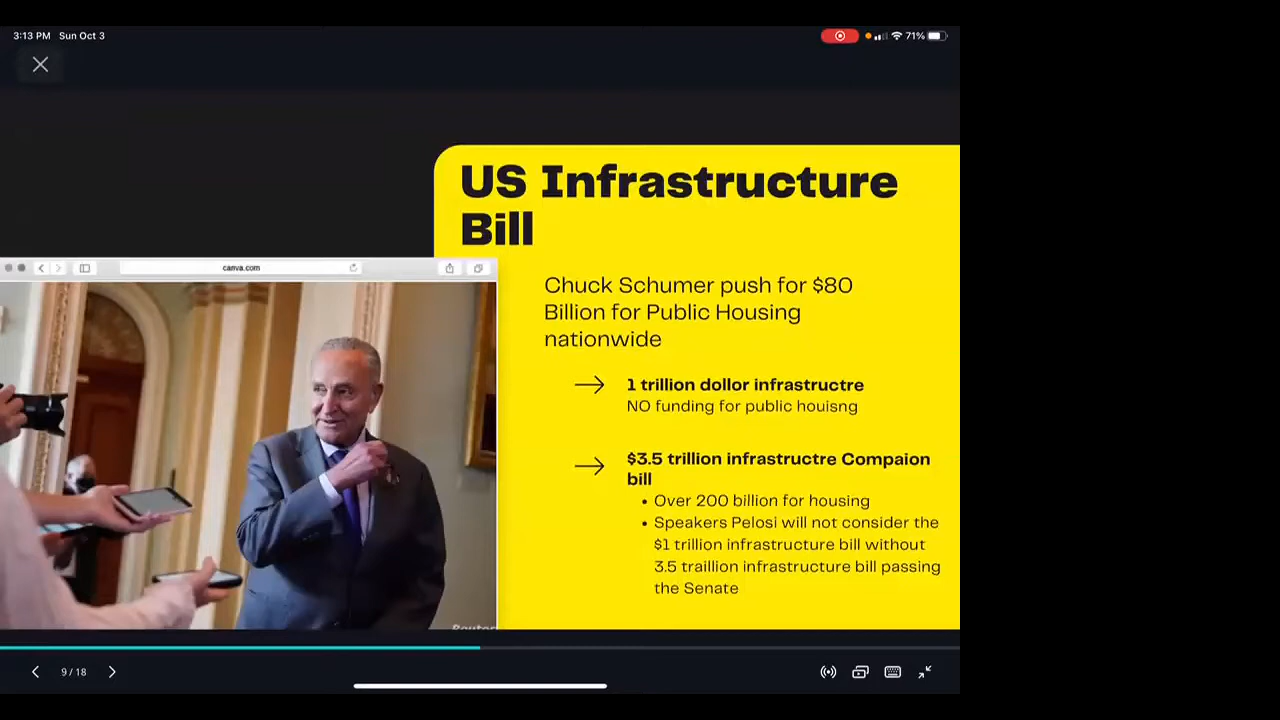 3:13 PM Sun Oct 3
71%
US Infrastructure
Bill
canva.com
Chuck Schumer push for $80
Billion for Public Housing
nationwide
1 trillion dollor infrastructre
NO funding for public houisng
$3.5 trillion infrastructre Compaion
bill
• Over 200 billion for housing
• Speakers Pelosi will not consider the
$1 trillion infrastructure bill without
3.5 traillion infrastructure bill passing
the Senate
9 / 18